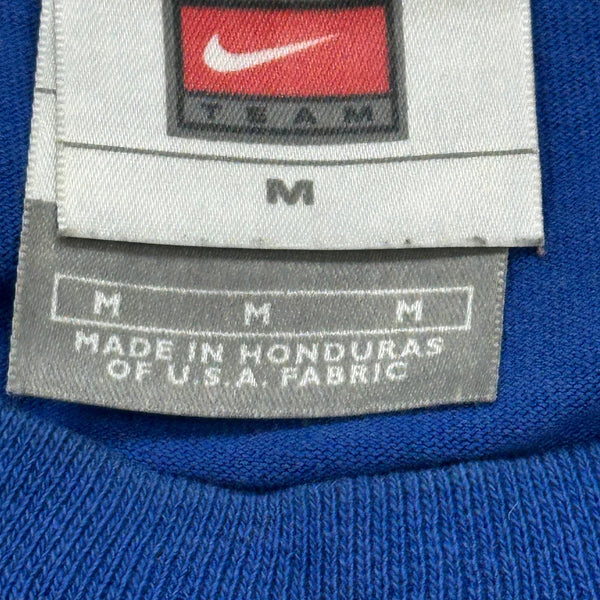 TEAM
M
M M M
MADE IN HONDURAS
OF U.S.A. FABRIC